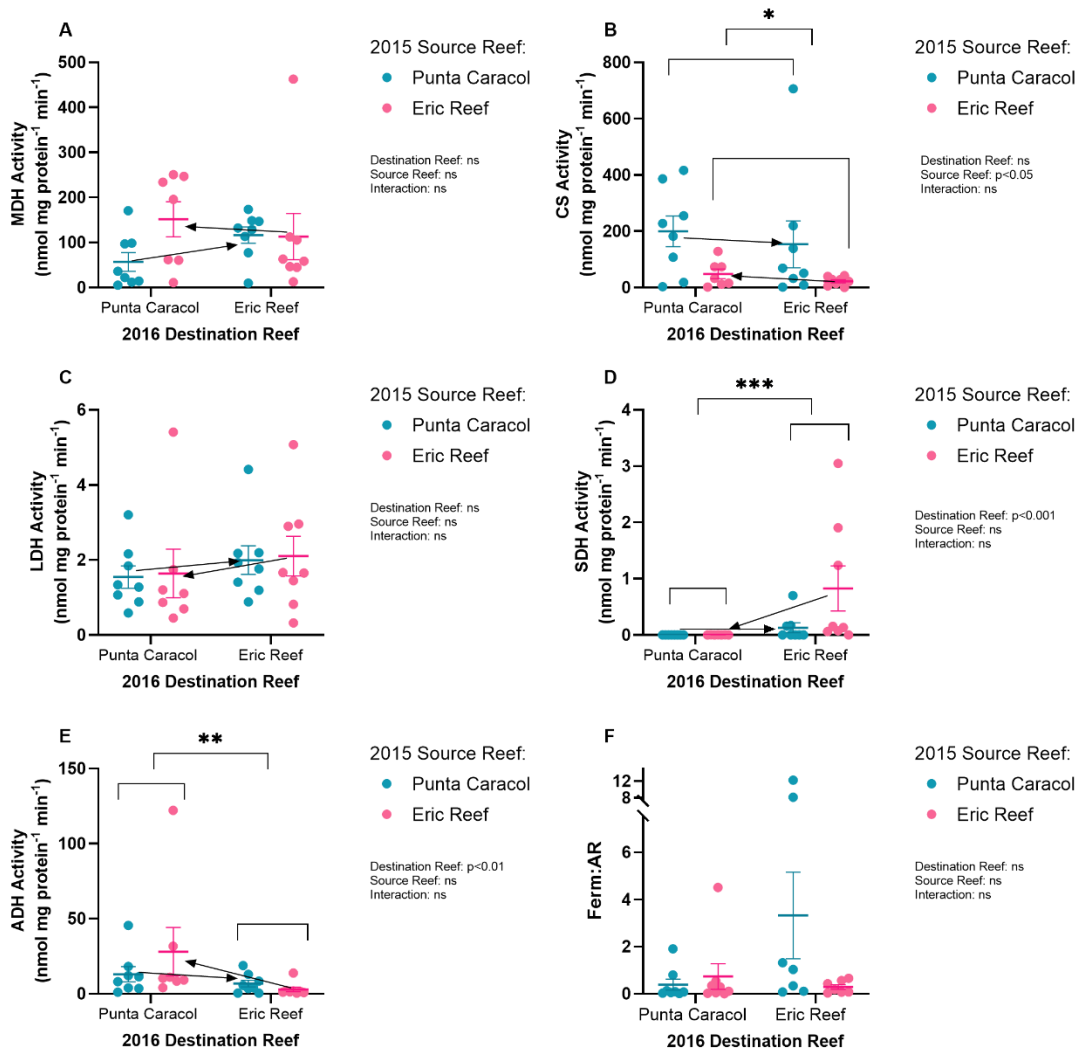 A
MDH Activity
(nmol mg protein⁻¹ min⁻¹)
500
400
300
200
100
0
Punta Caracol
Eric Reef
2016 Destination Reef
2015 Source Reef:
Punta Caracol
Eric Reef
Destination Reef: ns
Source Reef: ns
Interaction: ns
B
*
CS Activity
(nmol mg protein⁻¹ min⁻¹)
800
600
400
200
0
Punta Caracol
Eric Reef
2016 Destination Reef
2015 Source Reef:
Punta Caracol
Eric Reef
Destination Reef: ns
Source Reef: p<0.05
Interaction: ns
C
LDH Activity
(nmol mg protein⁻¹ min⁻¹)
6
4
2
0
Punta Caracol
Eric Reef
2016 Destination Reef
2015 Source Reef:
Punta Caracol
Eric Reef
Destination Reef: ns
Source Reef: ns
Interaction: ns
D
***
SDH Activity
(nmol mg protein⁻¹ min⁻¹)
4
3
2
1
0
Punta Caracol
Eric Reef
2016 Destination Reef
2015 Source Reef:
Punta Caracol
Eric Reef
Destination Reef: p<0.001
Source Reef: ns
Interaction: ns
E
**
ADH Activity
(nmol mg protein⁻¹ min⁻¹)
150
100
50
0
Punta Caracol
Eric Reef
2016 Destination Reef
2015 Source Reef:
Punta Caracol
Eric Reef
Destination Reef: p<0.01
Source Reef: ns
Interaction: ns
F
Ferm:AR
12
8
6
4
2
0
Punta Caracol
Eric Reef
2016 Destination Reef
2015 Source Reef:
Punta Caracol
Eric Reef
Destination Reef: ns
Source Reef: ns
Interaction: ns